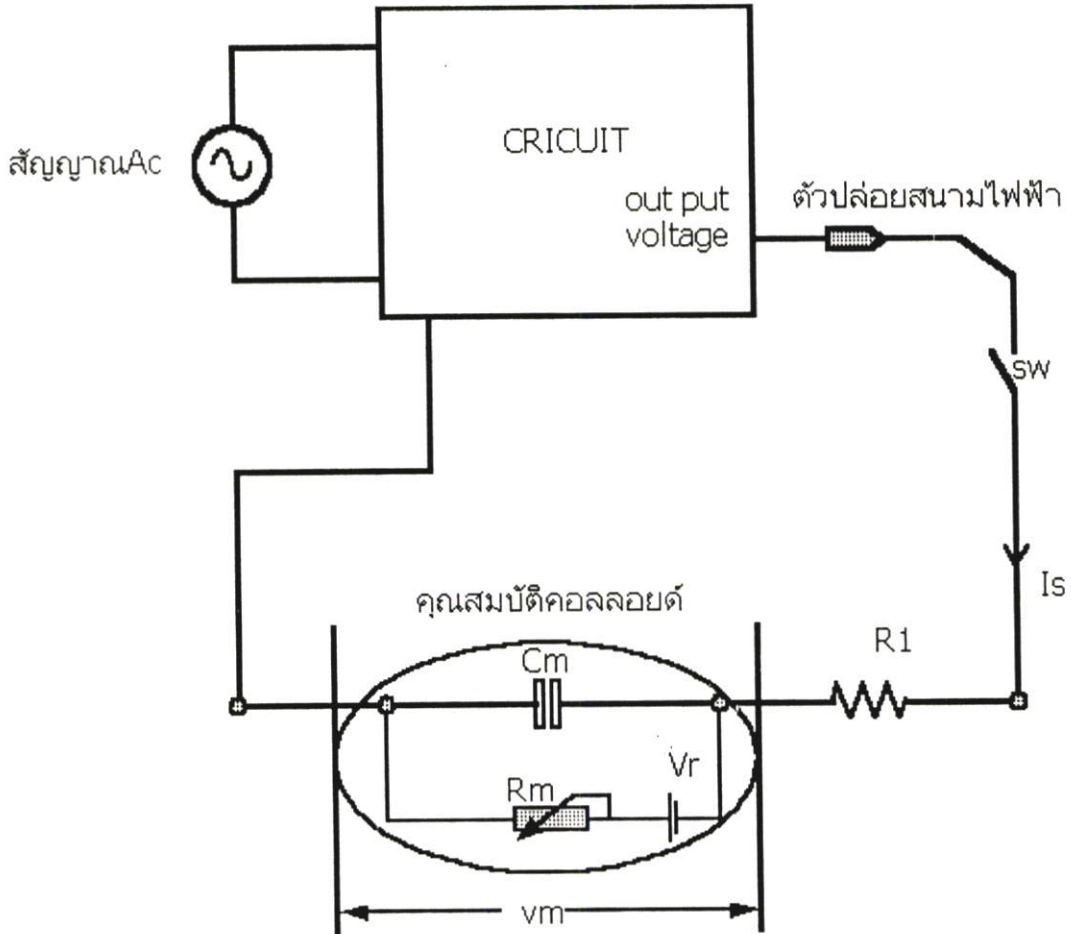 CRICUIT
สัญญาณAc
out put
voltage
ตัวปล่อยสนามไฟฟ้า
sw
Is
คุณสมบัติคอลลอยด์
R1
Cm
Vr
Rm
vm